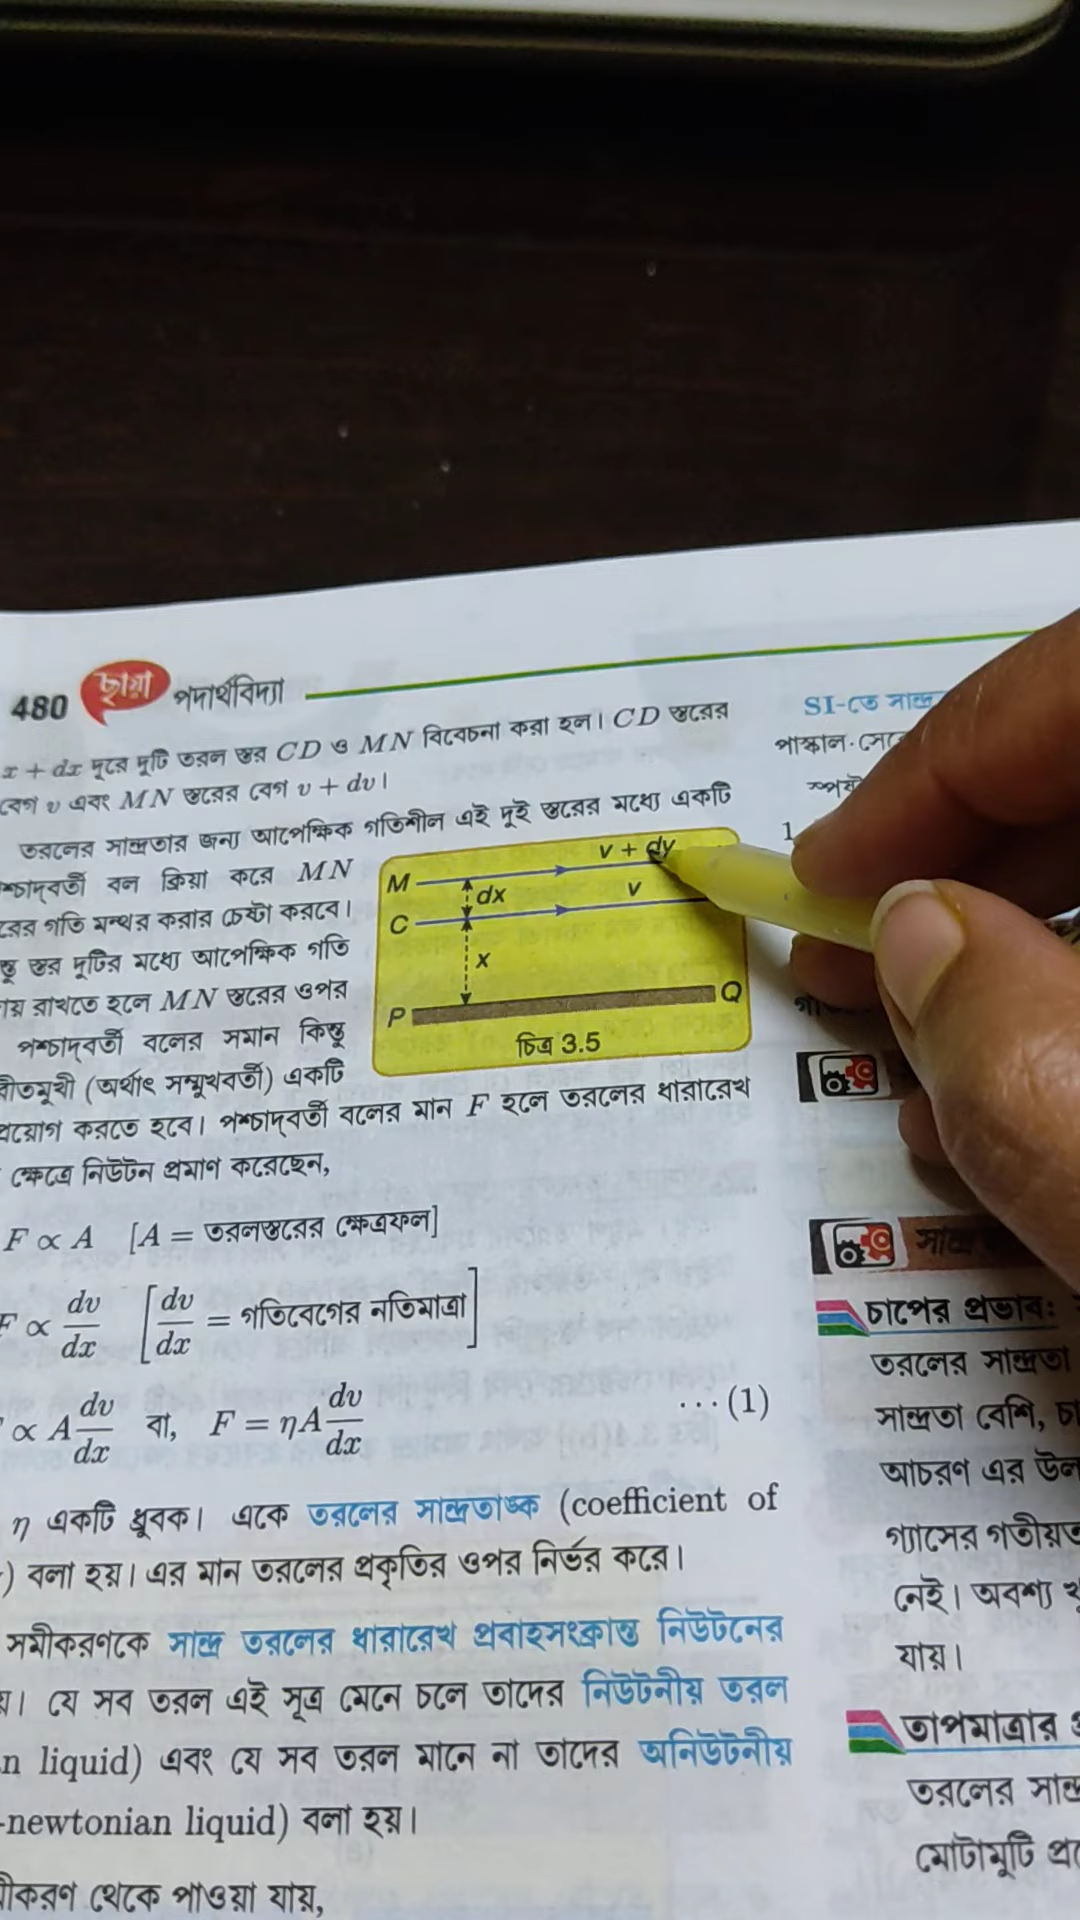 480 ছায়া পদার্থবিদ্যা
x + dx দূরে দুটি তরল স্তর CD ও MN বিবেচনা করা হল। CD স্তরের
বেগ v এবং MN স্তরের বেগ v + dv।
তরলের সান্দ্রতার জন্য আপেক্ষিক গতিশীল এই দুই স্তরের মধ্যে একটি
শ্চাদ্‌বর্তী বল ক্রিয়া করে MN
রের গতি মন্থর করার চেষ্টা করবে।
স্তর দুটির মধ্যে আপেক্ষিক গতি
য় রাখতে হলে MN স্তরের ওপর
পশ্চাদ্‌বর্তী বলের সমান কিন্তু
রীতমুখী (অর্থাৎ সম্মুখবর্তী) একটি
M
v + dv
dx
C
v
x
P
Q
চিত্র 3.5
প্রয়োগ করতে হবে। পশ্চাদ্‌বর্তী বলের মান F হলে তরলের ধারারেখ
ক্ষেত্রে নিউটন প্রমাণ করেছেন,
F ∝ A [A = তরলস্তরের ক্ষেত্রফল]
F ∝ dv/dx [dv/dx = গতিবেগের নতিমাত্রা]
∝ A dv/dx বা, F = ηA dv/dx ...(1)
η একটি ধ্রুবক। একে তরলের সান্দ্রতাঙ্ক (coefficient of
) বলা হয়। এর মান তরলের প্রকৃতির ওপর নির্ভর করে।
সমীকরণকে সান্দ্র তরলের ধারারেখ প্রবাহসংক্রান্ত নিউটনের
য়। যে সব তরল এই সূত্র মেনে চলে তাদের নিউটনীয় তরল
n liquid) এবং যে সব তরল মানে না তাদের অনিউটনীয়
-newtonian liquid) বলা হয়।
মীকরণ থেকে পাওয়া যায়,
SI-তে সান্দ্র
পাস্কাল·সে
1.
চাপের প্রভাব:
তরলের সান্দ্রতা
সান্দ্রতা বেশি,
আচরণ এর উল
গ্যাসের গতীয়ত
নেই। অবশ্য
যায়।
তাপমাত্রার
তরলের সান্দ্র
মোটামুটি